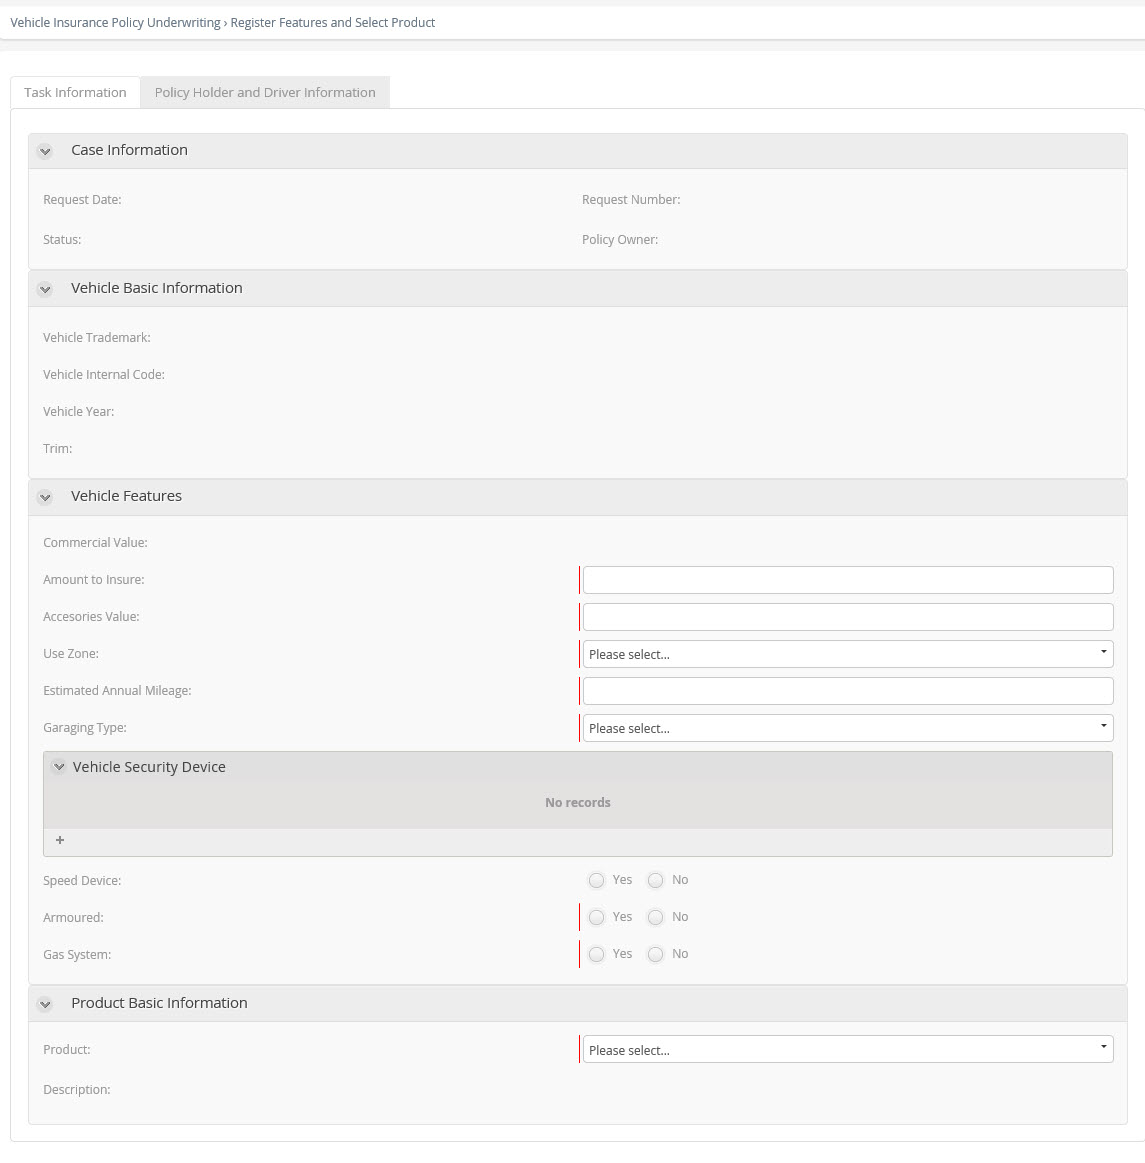 Vehicle Insurance Policy Underwriting › Register Features and Select Product
Task Information Policy Holder and Driver Information
Case Information
Request Date: Request Number:
Status: Policy Owner:
Vehicle Basic Information
Vehicle Trademark:
Vehicle Internal Code:
Vehicle Year:
Trim:
Vehicle Features
Commercial Value:
Amount to Insure:
Accesories Value:
Use Zone: Please select...
Estimated Annual Mileage:
Garaging Type: Please select...
Vehicle Security Device
No records
+
Speed Device: Yes No
Armoured: Yes No
Gas System: Yes No
Product Basic Information
Product: Please select...
Description: